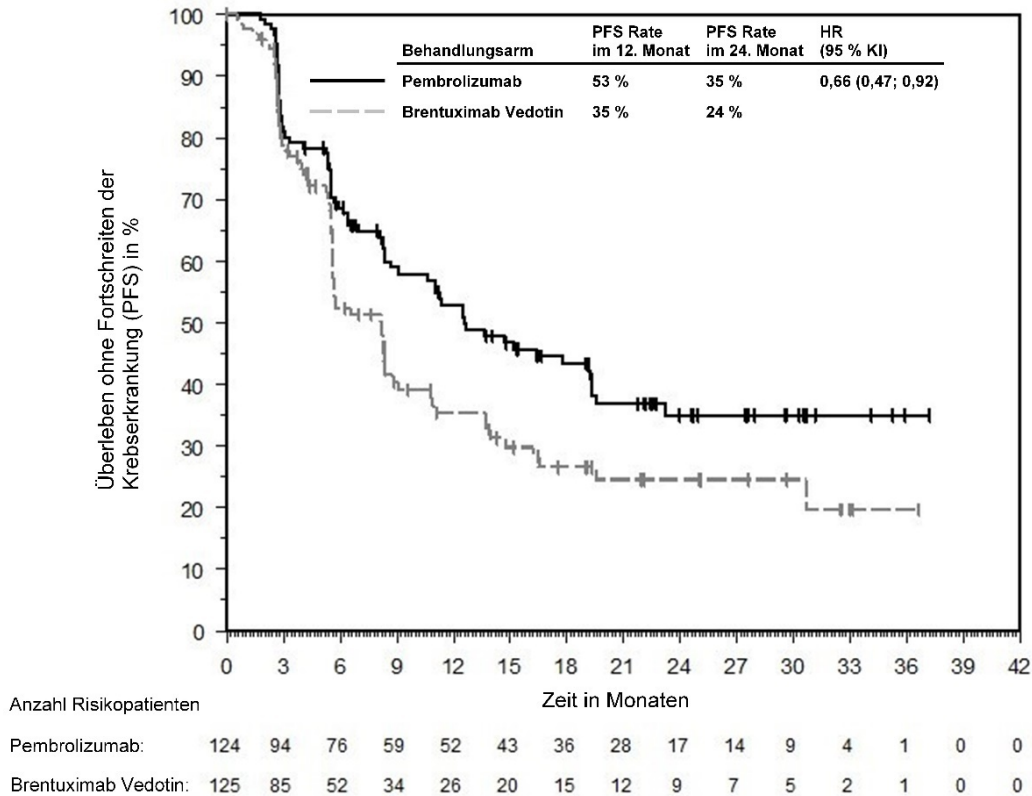 PFS Rate PFS Rate HR
Behandlungsarm im 12. Monat im 24. Monat (95 % KI)
Pembrolizumab 53 % 35 % 0,66 (0,47; 0,92)
Brentuximab Vedotin 35 % 24 %
Überleben ohne Fortschreiten der
Krebserkrankung (PFS) in %
100
90
80
70
60
50
40
30
20
10
0
0 3 6 9 12 15 18 21 24 27 30 33 36 39 42
Zeit in Monaten
Anzahl Risikopatienten
Pembrolizumab: 124 94 76 59 52 43 36 28 17 14 9 4 1 0 0
Brentuximab Vedotin: 125 85 52 34 26 20 15 12 9 7 5 2 1 0 0